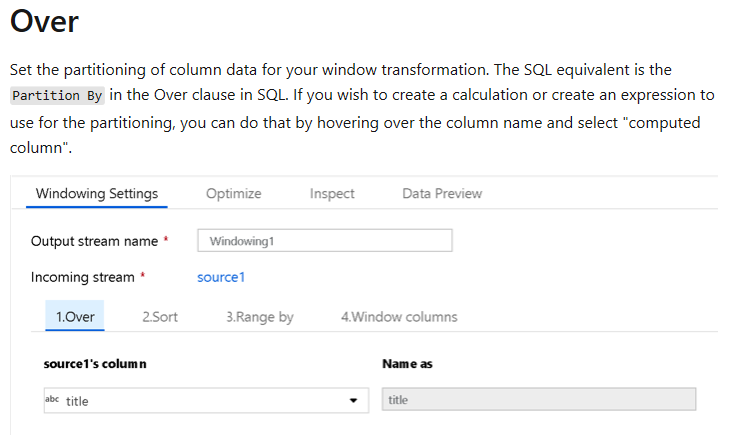 Over
Set the partitioning of column data for your window transformation. The SQL equivalent is the
Partition By in the Over clause in SQL. If you wish to create a calculation or create an expression to
use for the partitioning, you can do that by hovering over the column name and select "computed
column".
Windowing Settings Optimize Inspect Data Preview
Output stream name * Windowing1
Incoming stream * source1
1.Over 2.Sort 3.Range by 4.Window columns
source1's column Name as
abc title title